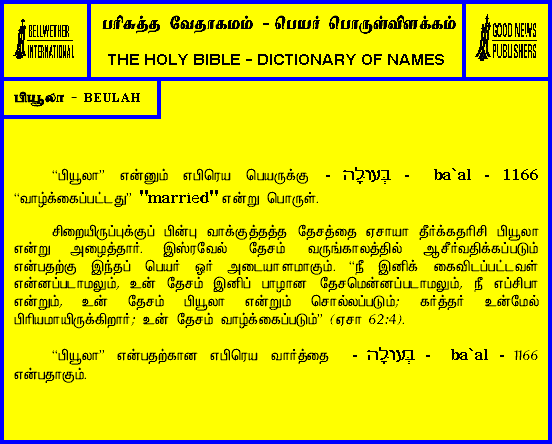 BELLWETHER
INTERNATIONAL
பரிசுத்த வேதாகமம் - பெயர் பொருள்விளக்கம்
THE HOLY BIBLE - DICTIONARY OF NAMES
GOOD NEWS
PUBLISHERS
பியூலா - BEULAH
“பியூலா” என்னும் எபிரெய பெயருக்கு - בְּעוּלָה - ba`al - 1166
“வாழ்க்கைப்பட்டது” "married" என்று பொருள்.
சிறையிருப்புக்குப் பின்பு வாக்குத்தத்த தேசத்தை ஏசாயா தீர்க்கதரிசி பியூலா
என்று அழைத்தார். இஸ்ரவேல் தேசம் வருங்காலத்தில் ஆசீர்வதிக்கப்படும்
என்பதற்கு இந்தப் பெயர் ஓர் அடையாளமாகும். “நீ இனிக் கைவிடப்பட்டவள்
என்னப்படாமலும், உன் தேசம் இனிப் பாழான தேசமென்னப்படாமலும், நீ எப்சிபா
என்றும், உன் தேசம் பியூலா என்றும் சொல்லப்படும்; கர்த்தர் உன்மேல்
பிரியமாயிருக்கிறார்; உன் தேசம் வாழ்க்கைப்படும்” (ஏசா 62:4).
“பியூலா” என்பதற்கான எபிரெய வார்த்தை - בְּעוּלָה - ba`al - 1166
என்பதாகும்.